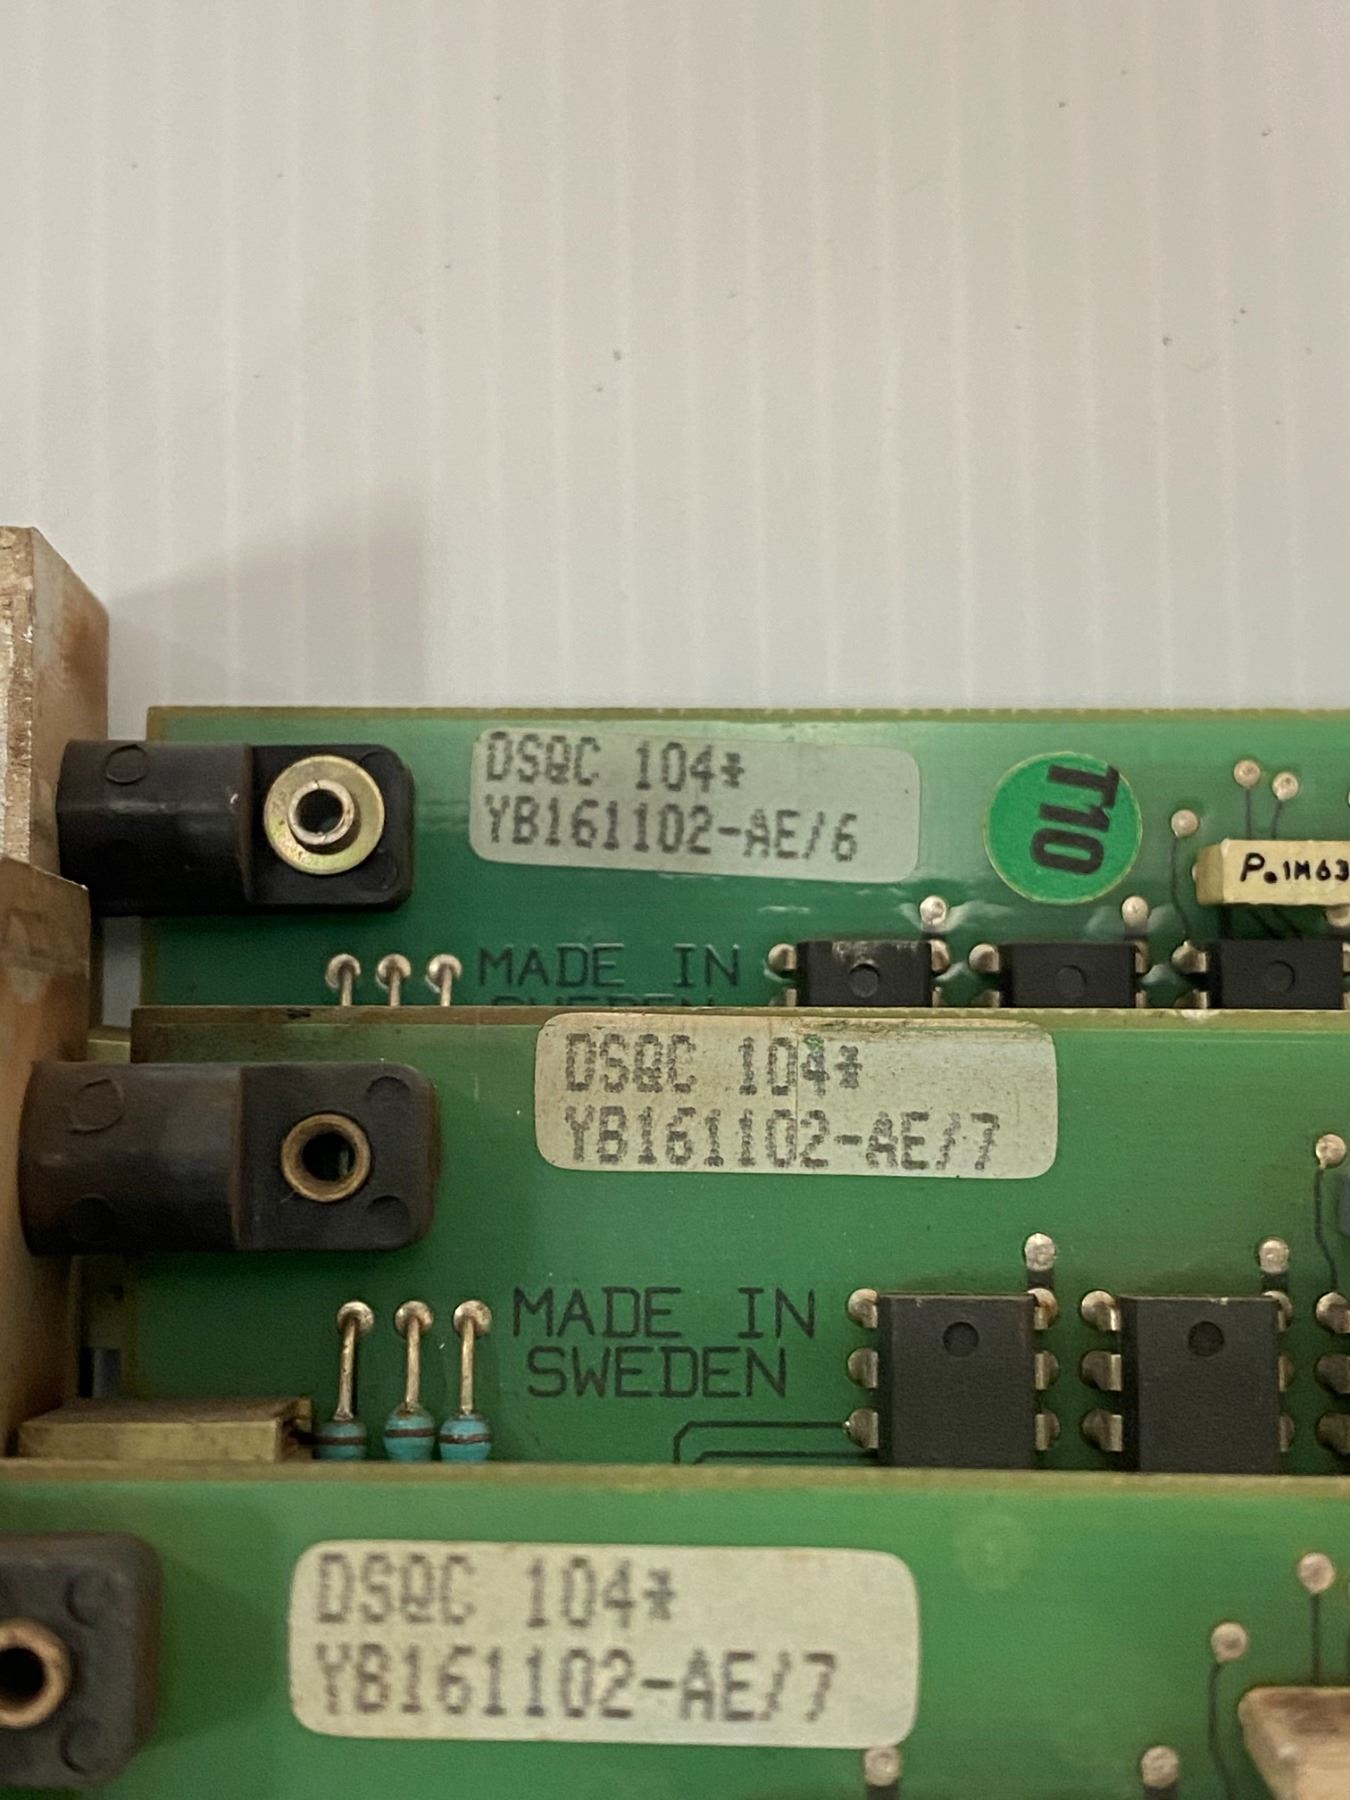 DSQC 104*
YB161102-AE/6
T10
P.1M63
MADE IN
SWEDEN
DSQC 104*
YB161102-AE/7
MADE IN
SWEDEN
DSQC 104*
YB161102-AE/7